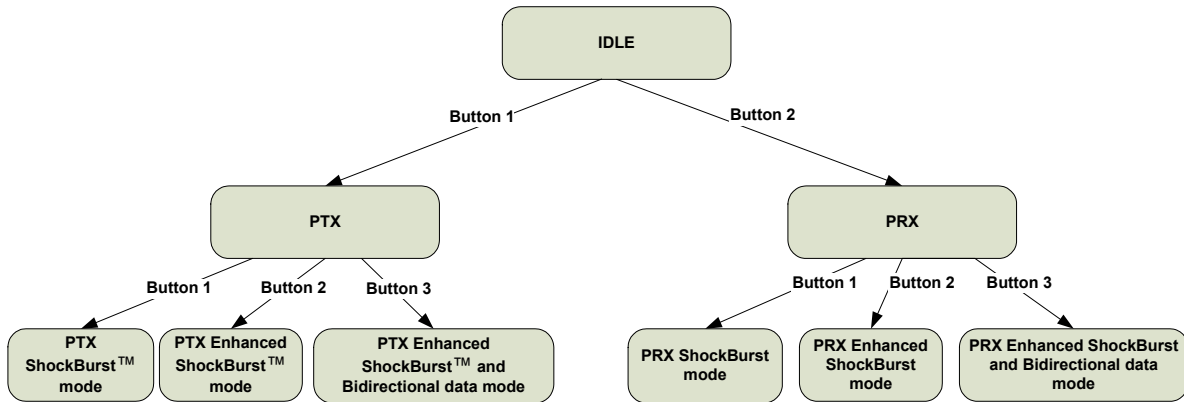 IDLE
Button 1
Button 2
PTX
PRX
Button 1
Button 2
Button 3
Button 1
Button 2
Button 3
PTX
ShockBurst™
mode
PTX Enhanced
ShockBurst™
mode
PTX Enhanced
ShockBurst™ and
Bidirectional data mode
PRX ShockBurst
mode
PRX Enhanced
ShockBurst
mode
PRX Enhanced ShockBurst
and Bidirectional data
mode